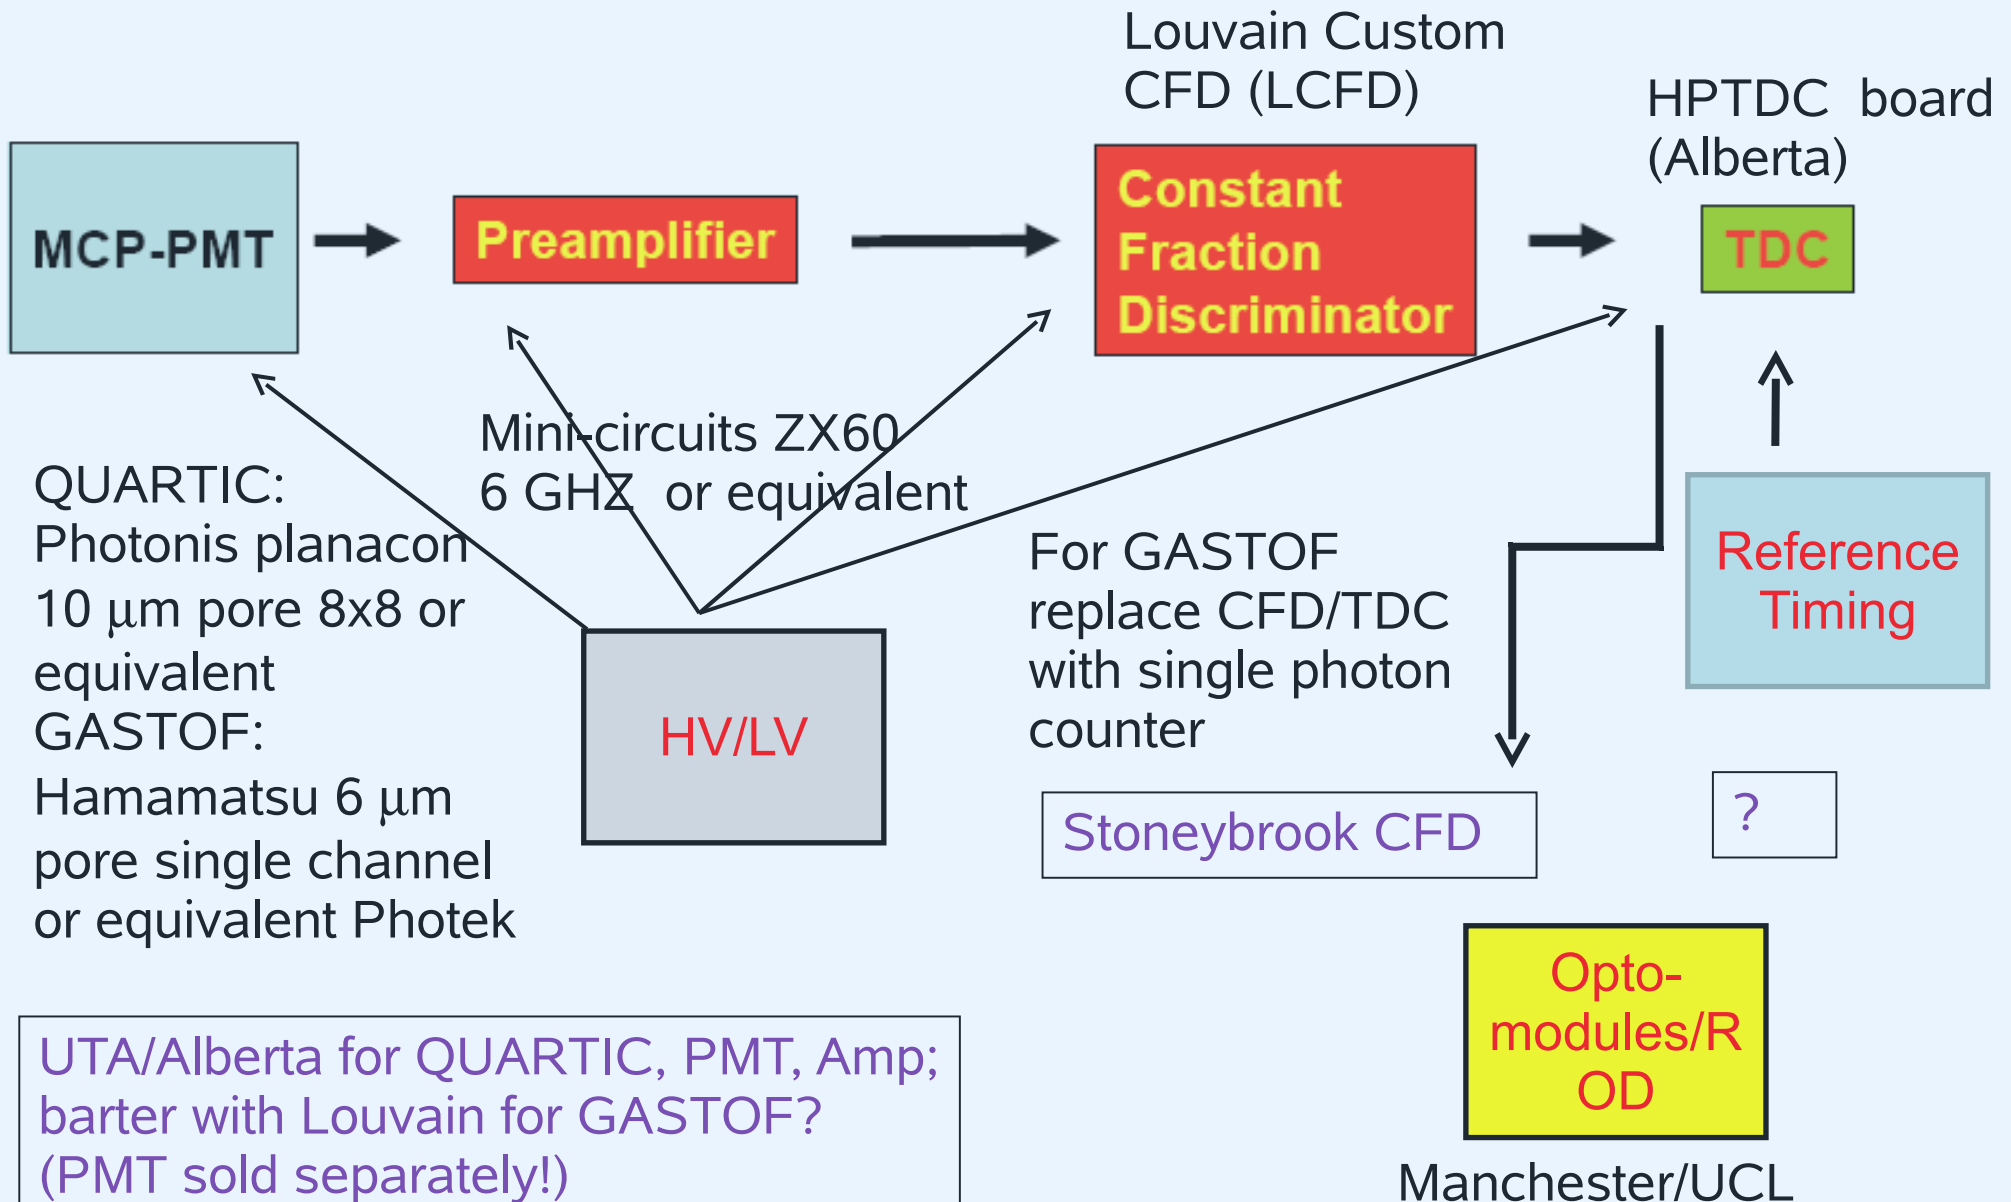 Louvain Custom
CFD (LCFD)
HPTDC board
(Alberta)
MCP-PMT
Preamplifier
Constant
Fraction
Discriminator
TDC
Mini-circuits ZX60
6 GHZ or equivalent
QUARTIC:
Photonis planacon
10 μm pore 8x8 or
equivalent
GASTOF:
Hamamatsu 6 μm
pore single channel
or equivalent Photek
HV/LV
For GASTOF
replace CFD/TDC
with single photon
counter
Reference
Timing
Stoneybrook CFD
?
Opto-
modules/R
OD
Manchester/UCL
UTA/Alberta for QUARTIC, PMT, Amp;
barter with Louvain for GASTOF?
(PMT sold separately!)